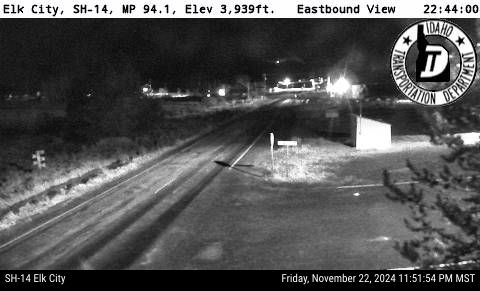 Elk City, SH-14, MP 94.1, Elev 3,939ft. Eastbound View 22:44:00
IDAHO
TRANSPORTATION DEPARTMENT
SH-14 Elk City Friday, November 22, 2024 11:51:54 PM MST